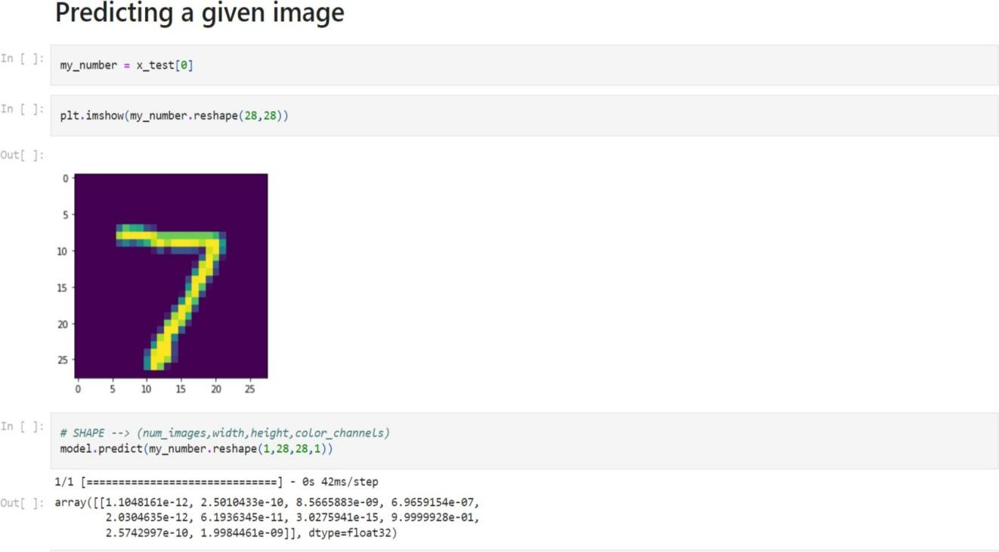 Predicting a given image
In [ ]:
my_number = x_test[0]
In [ ]:
plt.imshow(my_number.reshape(28,28))
Out[ ]:
0
5
10
15
20
25
0 5 10 15 20 25
In [ ]:
# SHAPE --> (num_images,width,height,color_channels)
model.predict(my_number.reshape(1,28,28,1))
1/1 [==============================] - 0s 42ms/step
Out[ ]:
array([[1.1048161e-12, 2.5010433e-10, 8.5665883e-09, 6.9659154e-07,
2.0304635e-12, 6.1936345e-11, 3.0275941e-15, 9.9999928e-01,
2.5742997e-10, 1.9984461e-09]], dtype=float32)